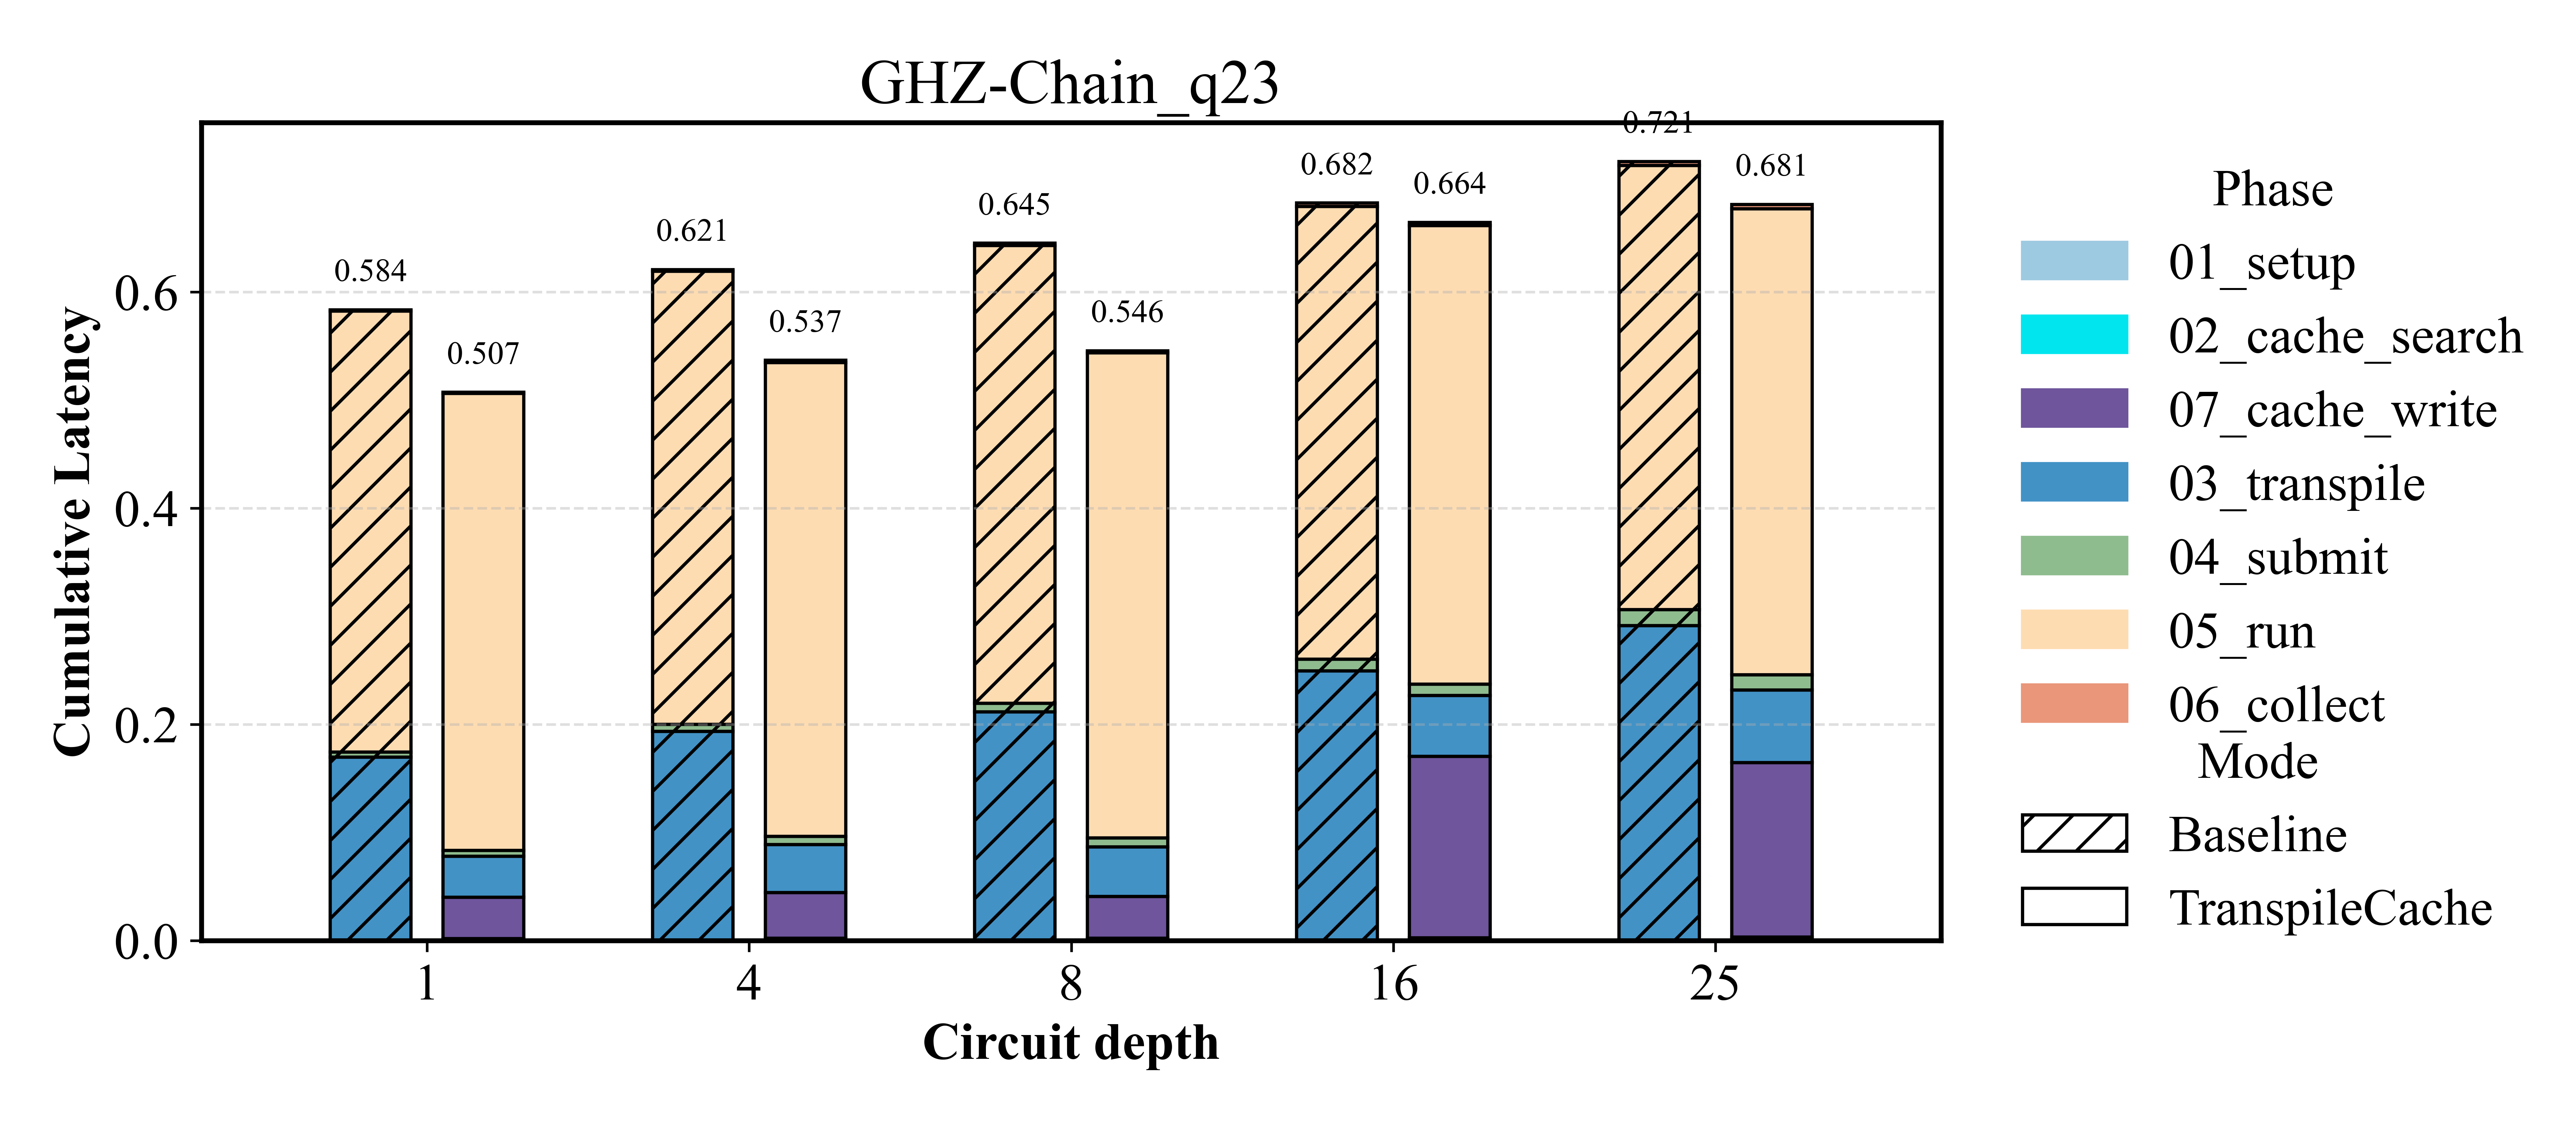 GHZ-Chain_q23
Cumulative Latency
0.6
0.4
0.2
0.0
0.584
0.507
0.621
0.537
0.645
0.546
0.682
0.664
0.721
0.681
1
4
8
16
25
Circuit depth
Phase
01_setup
02_cache_search
07_cache_write
03_transpile
04_submit
05_run
06_collect
Mode
Baseline
TranspileCache